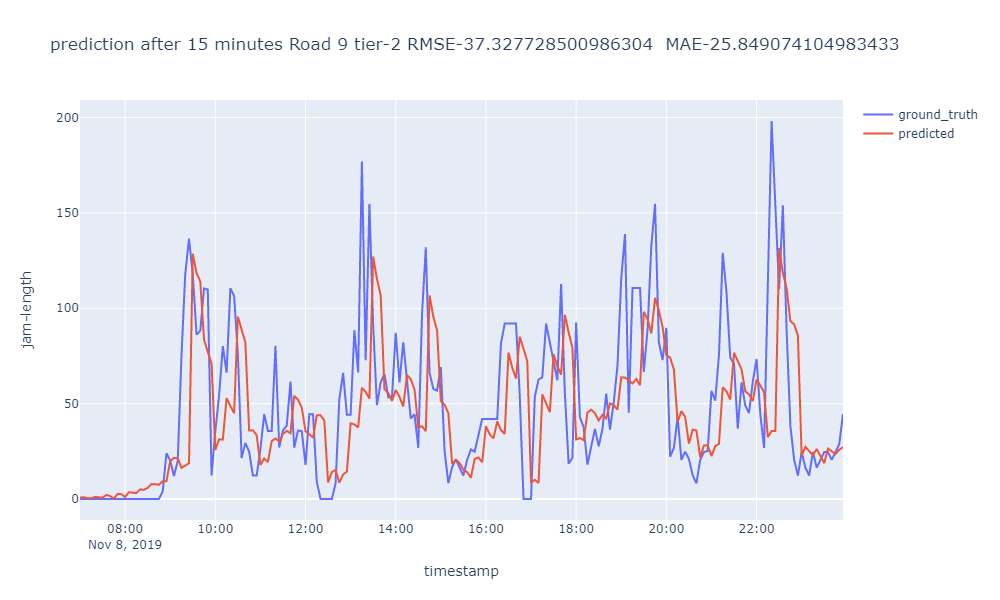 prediction after 15 minutes Road 9 tier-2 RMSE-37.327728500986304  MAE-25.849074104983433
ground_truth
predicted
200
150
100
50
0
jam-length
08:00 10:00 12:00 14:00 16:00 18:00 20:00 22:00
Nov 8, 2019
timestamp